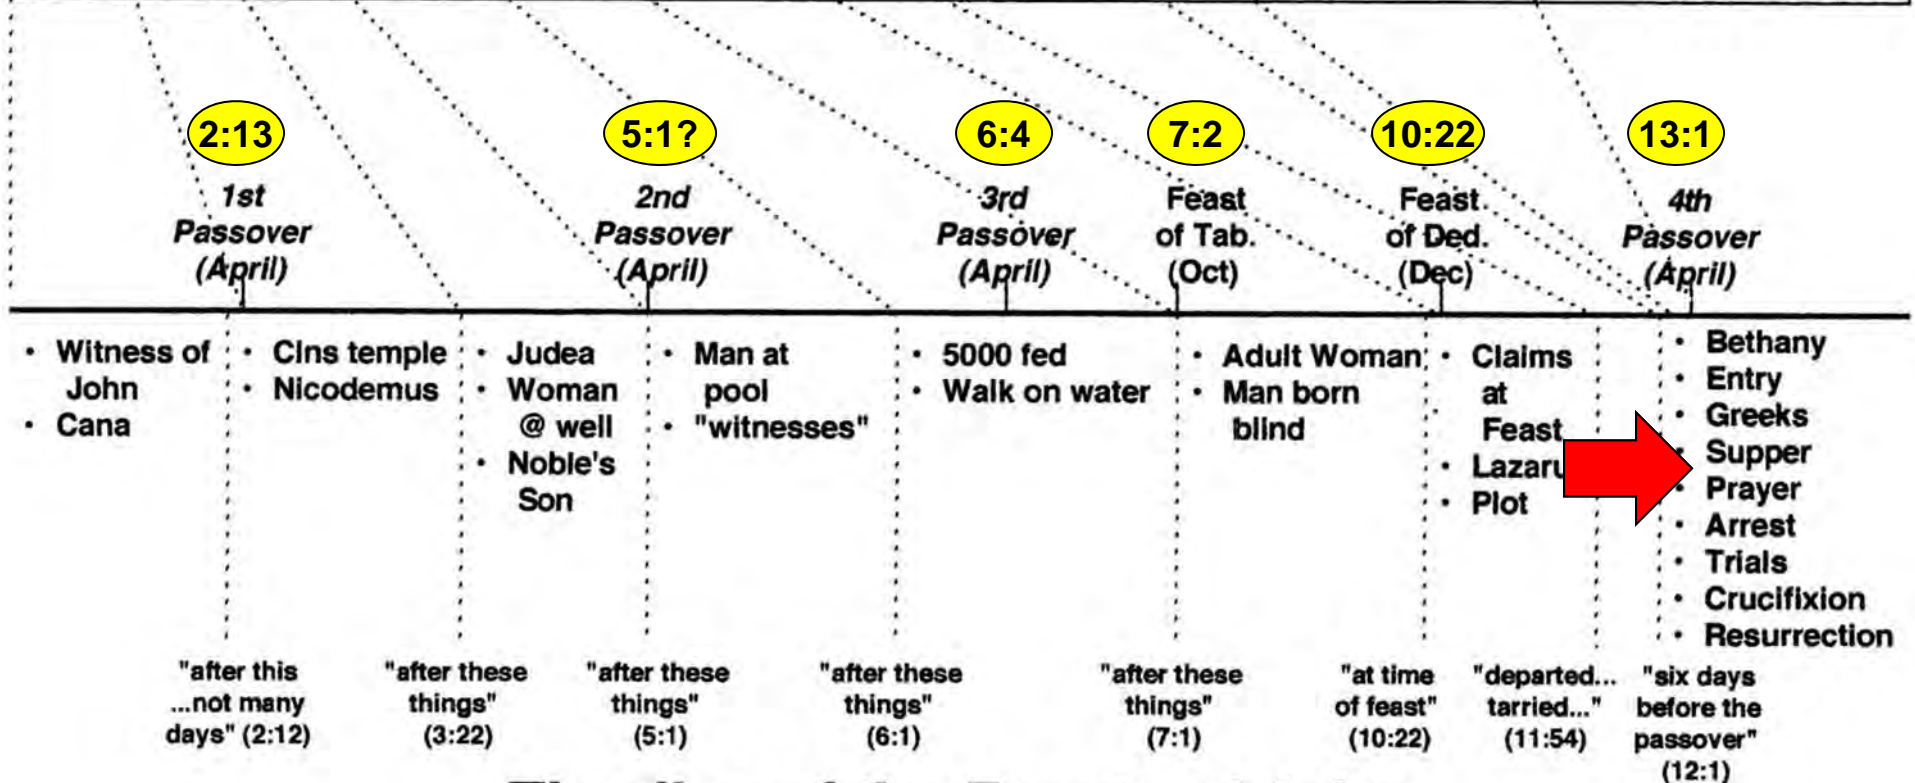 2:13
5:1?
6:4
7:2
10:22
13:1
1st
Passover
(April)
2nd
Passover
(April)
3rd
Passover
(April)
Feast
of Tab.
(Oct)
Feast
of Ded.
(Dec)
4th
Passover
(April)
• Witness of
John
• Cana
• Clns temple
• Nicodemus
• Judea
• Woman
@ well
• Noble's
Son
• Man at
pool
• "witnesses"
• 5000 fed
• Walk on water
• Adult Woman
• Man born
blind
• Claims
at
Feast
•
• Plot
• Bethany
• Entry
• Greeks
• Supper
• Prayer
• Arrest
• Trials
• Crucifixion
• Resurrection
"after this
...not many
days" (2:12)
"after these
things"
(3:22)
"after these
things"
(5:1)
"after these
things"
(6:1)
"after these
things"
(7:1)
"at time
of feast"
(10:22)
"departed...
tarried..."
(11:54)
"six days
before the
passover"
(12:1)